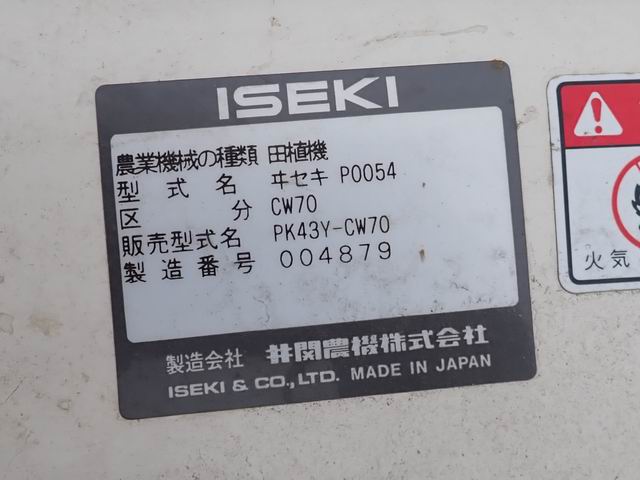 ISEKI
農業機械の種類 田植機
型式名 ヰセキ P0054
区分 CW70
販売型式名 PK43Y-CW70
製造番号 004879
製造会社 井関農機株式会社
ISEKI & CO.,LTD. MADE IN JAPAN
火気